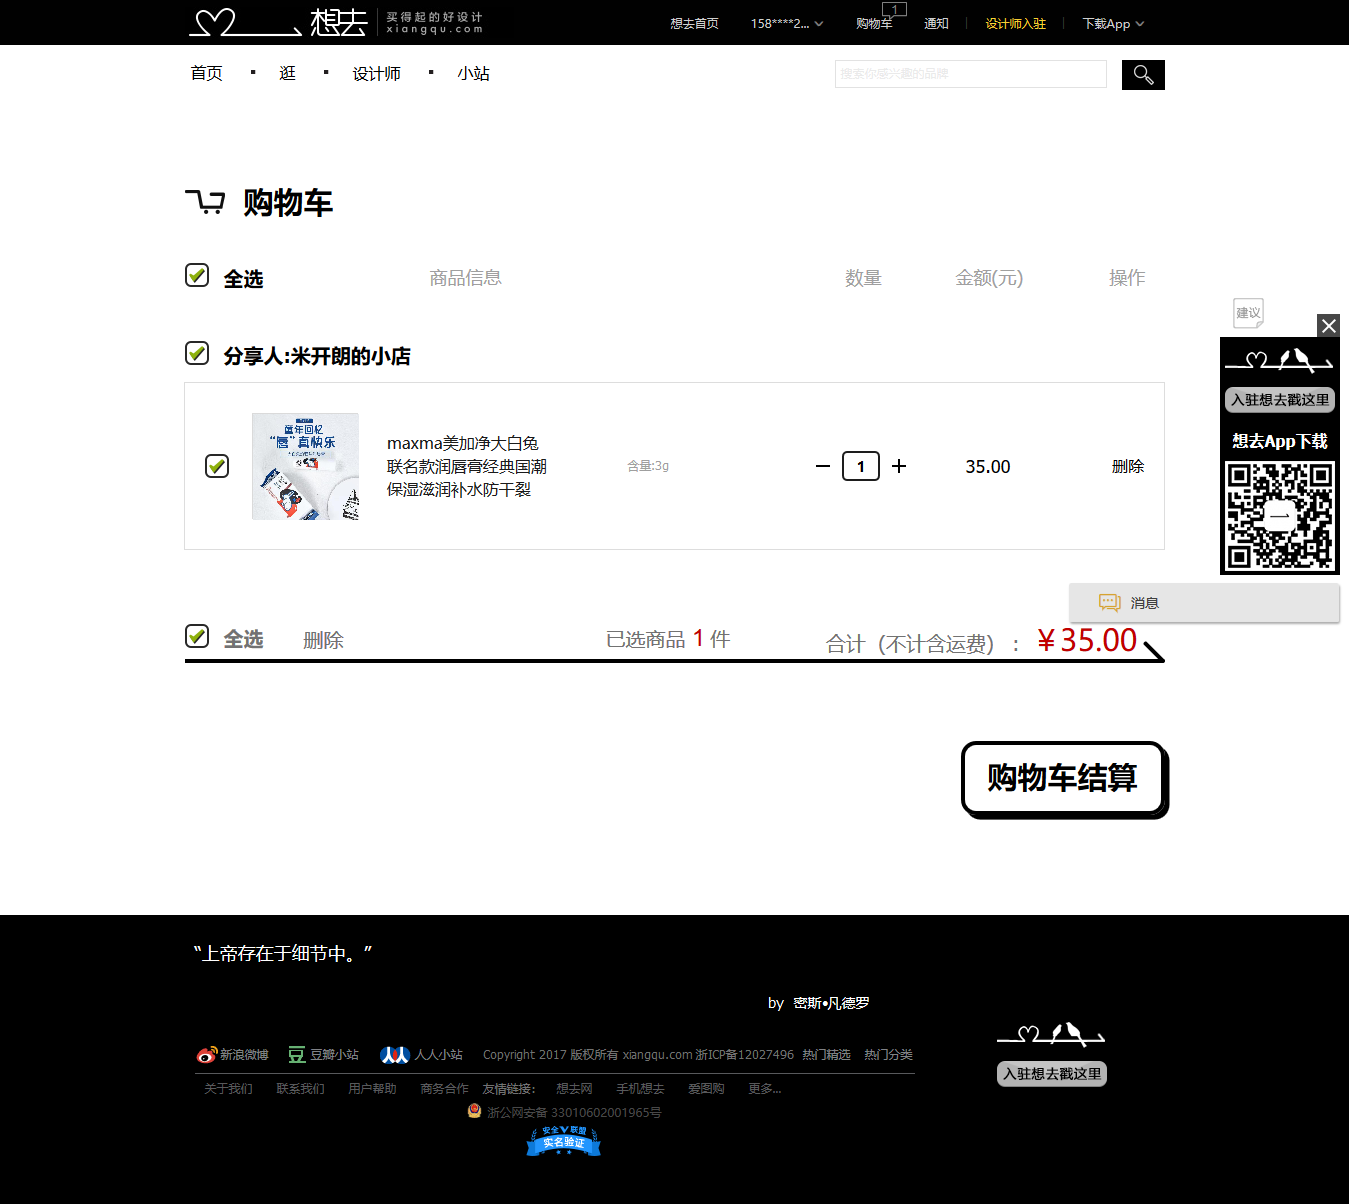 想去 买得起的好设计
xiangqu.com
想去首页 158****2... 购物车 1 通知 设计师入驻 下载App
首页 逛 设计师 小站
搜索你感兴趣的品牌
购物车
全选 商品信息 数量 金额(元) 操作
建议
分享人:米开朗的小店
入驻想去戳这里
想去App下载
童年回忆
“唇”真快乐
maxma美加净大白兔
联名款润唇膏经典国潮
保湿滋润补水防干裂
含量:3g
1
35.00
删除
消息
全选 删除 已选商品 1 件 合计（不计含运费）： ¥35.00
购物车结算
“上帝存在于细节中。”
by 密斯•凡德罗
新浪微博 豆 豆瓣小站 人人小站 Copyright 2017 版权所有 xiangqu.com 浙ICP备12027496 热门精选 热门分类
入驻想去戳这里
关于我们 联系我们 用户帮助 商务合作 友情链接： 想去网 手机想去 爱图购 更多...
浙公网安备 33010602001965号
安全V联盟
实名验证